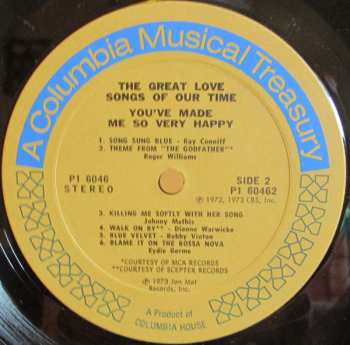 A Columbia Musical Treasury
THE GREAT LOVE
SONGS OF OUR TIME
YOU'VE MADE
ME SO VERY HAPPY
1. SONG SUNG BLUE - Ray Conniff
2. THEME FROM "THE GODFATHER"*
Roger Williams
P1 6046
STEREO
SIDE 2
P1 60462
℗ 1972, 1973 CBS, Inc.
3. KILLING ME SOFTLY WITH HER SONG
Johnny Mathis
4. WALK ON BY** - Dionne Warwicke
5. BLUE VELVET - Bobby Vinton
6. BLAME IT ON THE BOSSA NOVA
Eydie Gorme
*COURTESY OF MCA RECORDS
**COURTESY OF SCEPTER RECORDS
℗ 1973 Jen Met
Records, Inc.
A Product of
COLUMBIA HOUSE